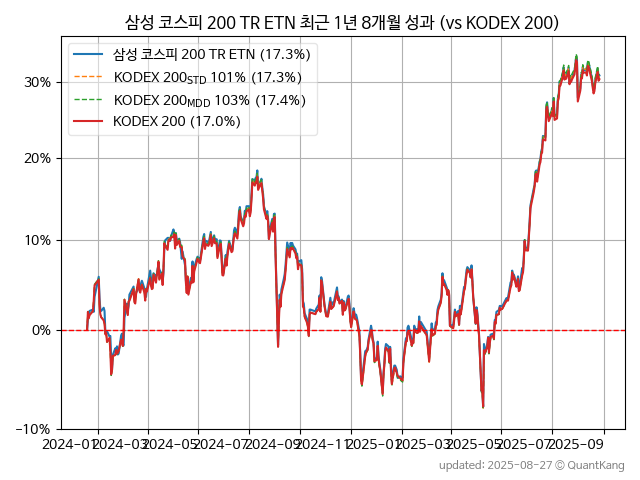 삼성 코스피 200 TR ETN 최근 1년 8개월 성과 (vs KODEX 200)
삼성 코스피 200 TR ETN (17.3%)
KODEX 200STD 101% (17.3%)
KODEX 200MDD 103% (17.4%)
KODEX 200 (17.0%)
30%
20%
10%
0%
−10%
2024-01 2024-03 2024-05 2024-07 2024-09 2024-11 2025-01 2025-03 2025-05 2025-07 2025-09
updated: 2025-08-27 © QuantKang